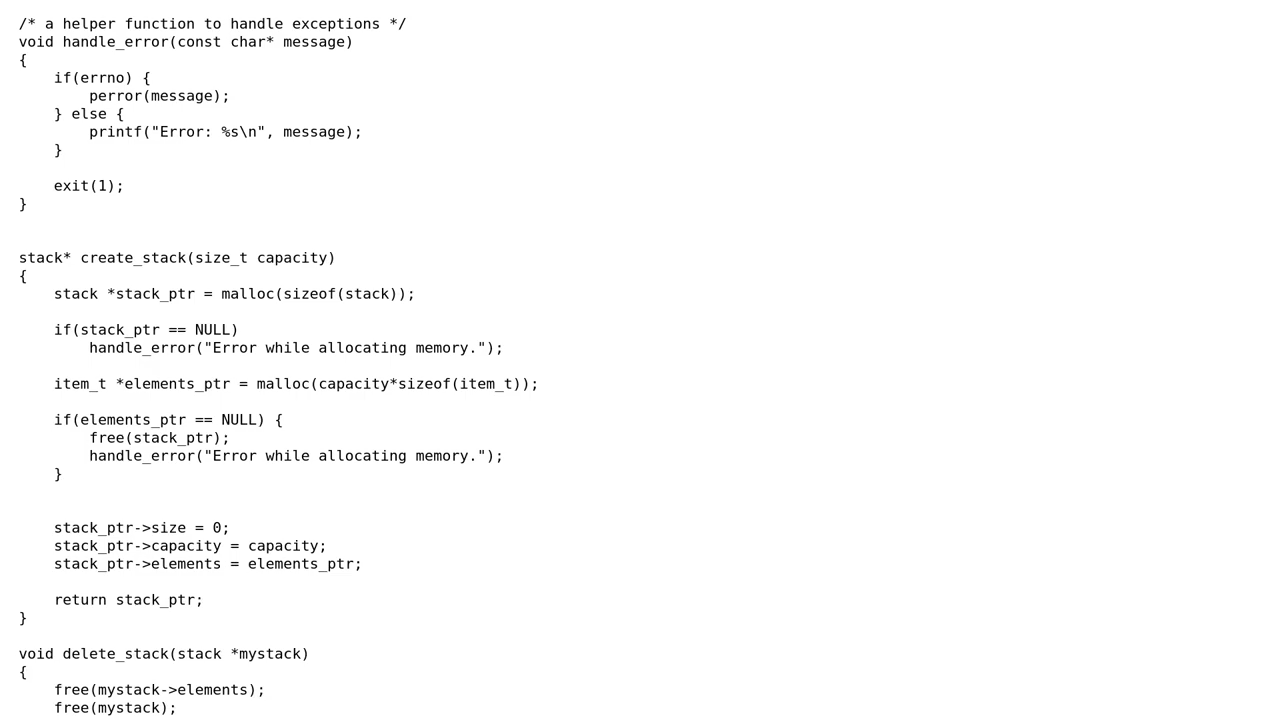 /* a helper function to handle exceptions */
void handle_error(const char* message)
{
    if(errno) {
        perror(message);
    } else {
        printf("Error: %s\n", message);
    }

    exit(1);
}


stack* create_stack(size_t capacity)
{
    stack *stack_ptr = malloc(sizeof(stack));

    if(stack_ptr == NULL)
        handle_error("Error while allocating memory.");

    item_t *elements_ptr = malloc(capacity*sizeof(item_t));

    if(elements_ptr == NULL) {
        free(stack_ptr);
        handle_error("Error while allocating memory.");
    }


    stack_ptr->size = 0;
    stack_ptr->capacity = capacity;
    stack_ptr->elements = elements_ptr;

    return stack_ptr;
}

void delete_stack(stack *mystack)
{
    free(mystack->elements);
    free(mystack);